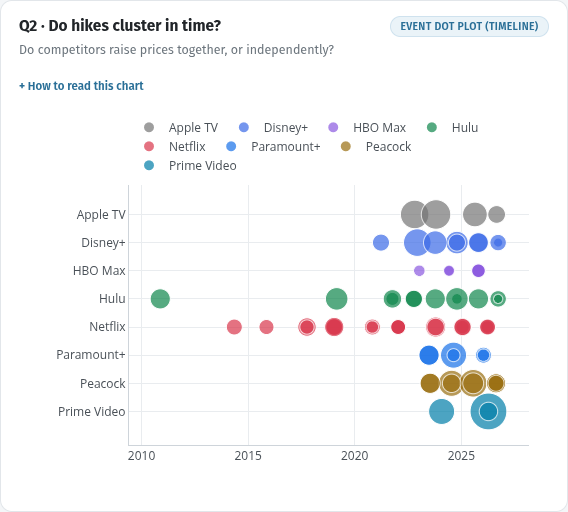 Q2 · Do hikes cluster in time?
EVENT DOT PLOT (TIMELINE)
Do competitors raise prices together, or independently?
+ How to read this chart
Apple TV Disney+ HBO Max Hulu
Netflix Paramount+ Peacock
Prime Video
Apple TV
Disney+
HBO Max
Hulu
Netflix
Paramount+
Peacock
Prime Video
2010 2015 2020 2025